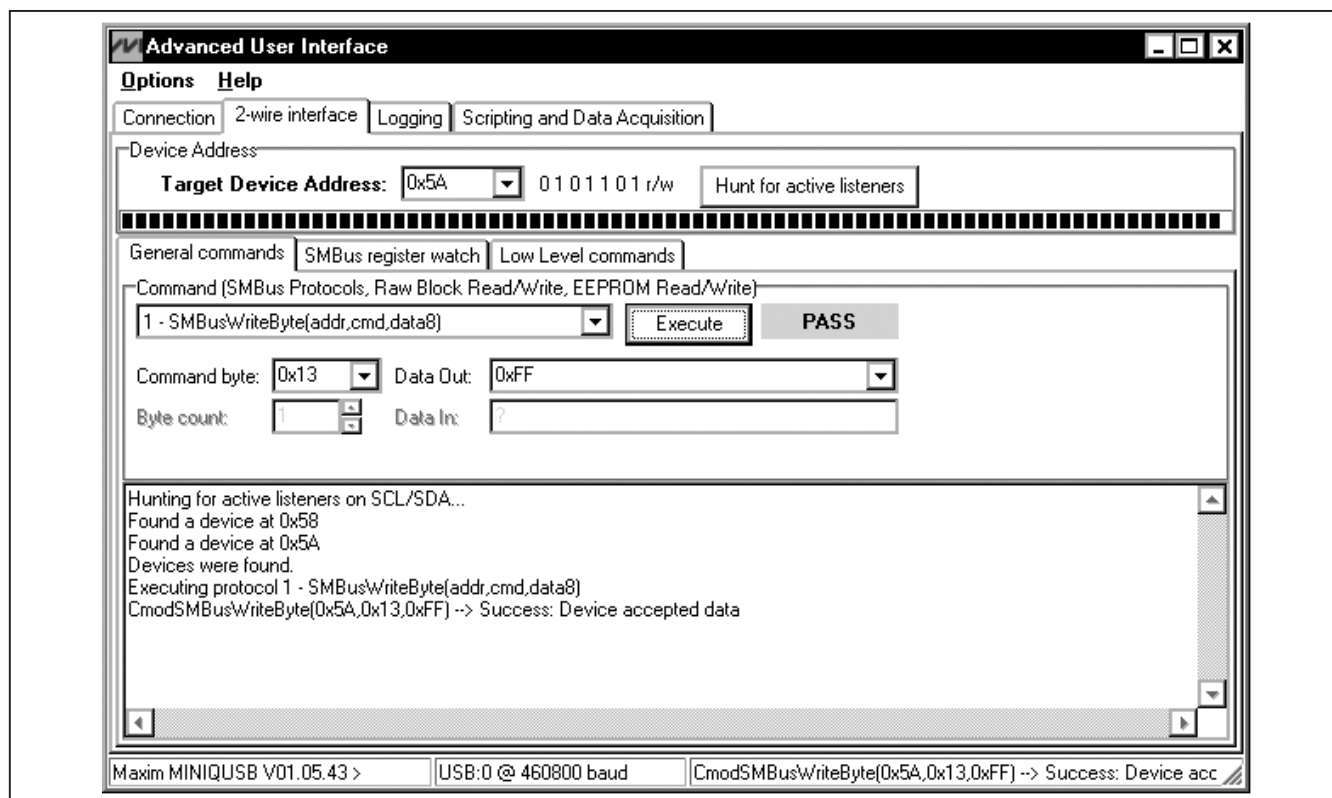 Advanced User Interface
Options Help
Connection 2-wire interface Logging Scripting and Data Acquisition
Device Address
Target Device Address: 0x5A 0 1 0 1 1 0 1 r/w Hunt for active listeners
General commands SMBus register watch Low Level commands
Command (SMBus Protocols, Raw Block Read/Write, EEPROM Read/Write)
1 - SMBusWriteByte(addr,cmd,data8) Execute PASS
Command byte: 0x13 Data Out: 0xFF
Byte count: 1 Data In: ?
Hunting for active listeners on SCL/SDA...
Found a device at 0x58
Found a device at 0x5A
Devices were found.
Executing protocol 1 - SMBusWriteByte(addr,cmd,data8)
CmodSMBusWriteByte(0x5A,0x13,0xFF) --> Success: Device accepted data
Maxim MINIQUSB V01.05.43 > USB:0 @ 460800 baud CmodSMBusWriteByte(0x5A,0x13,0xFF) --> Success: Device acc